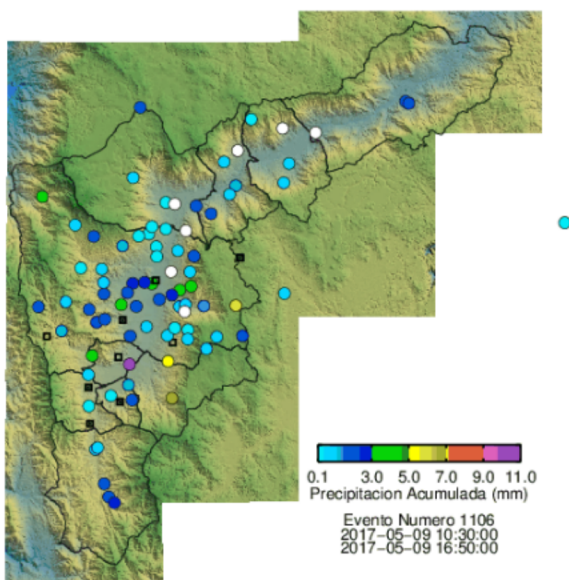 0.1 3.0 5.0 7.0 9.0 11.0
Precipitacion Acumulada (mm)
Evento Numero 1106
2017-05-09 10:30:00
2017-05-09 16:50:00